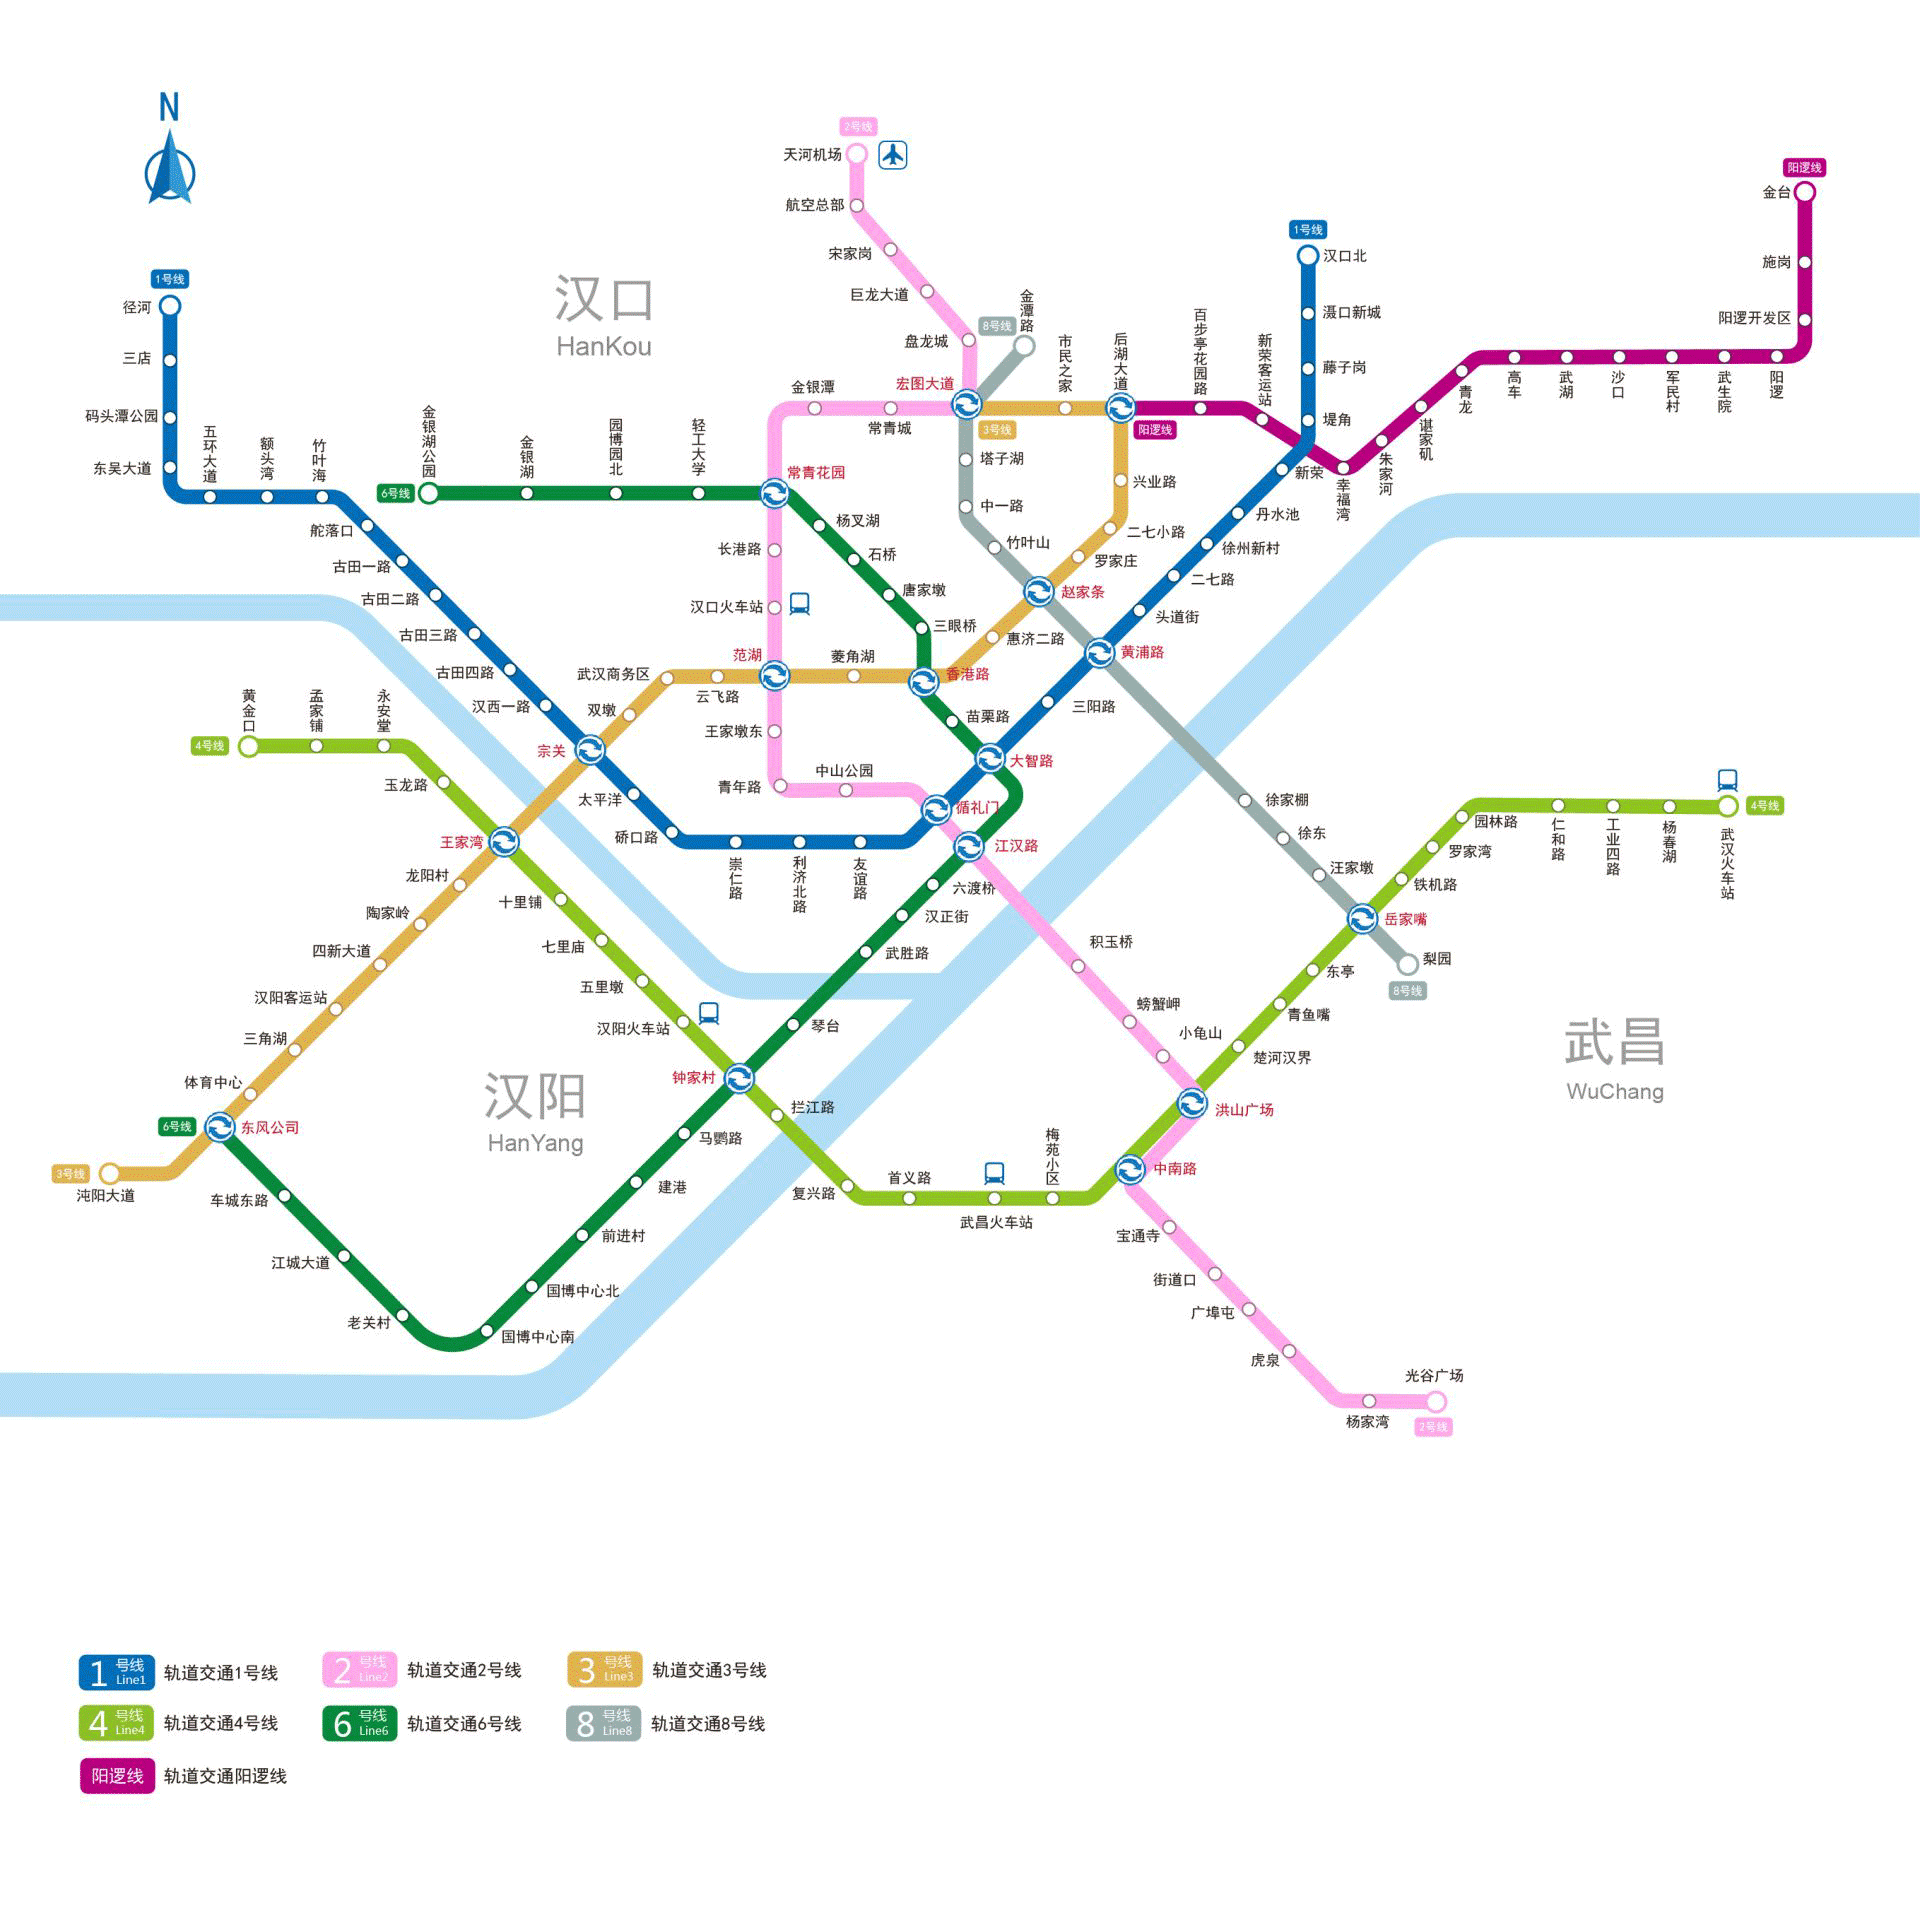 N
2号线
天河机场
航空总部
宋家岗
巨龙大道
盘龙城
宏图大道
常青城
金银潭
常青花园
长港路
汉口火车站
范湖
王家墩东
青年路
中山公园
循礼门
江汉路
积玉桥
螃蟹岬
小龟山
洪山广场
中南路
宝通寺
街道口
广埠屯
虎泉
杨家湾
光谷广场
2号线
1号线
径河
三店
码头潭公园
东吴大道
五环大道
额头湾
竹叶海
舵落口
古田一路
古田二路
古田三路
古田四路
汉西一路
宗关
太平洋
硚口路
崇仁路
利济北路
友谊路
大智路
三阳路
黄浦路
头道街
二七路
徐州新村
丹水池
新荣
堤角
藤子岗
滠口新城
汉口北
1号线
汉口
HanKou
8号线
金潭路
塔子湖
中一路
竹叶山
赵家条
徐家棚
徐东
汪家墩
岳家嘴
梨园
8号线
3号线
市民之家
后湖大道
兴业路
二七小路
罗家庄
惠济二路
香港路
菱角湖
云飞路
武汉商务区
双墩
王家湾
龙阳村
陶家岭
四新大道
汉阳客运站
三角湖
体育中心
东风公司
3号线
沌阳大道
阳逻线
百步亭花园路
新荣客运站
幸福湾
朱家河
谌家矶
青龙
高车
武湖
沙口
军民村
武生院
阳逻
阳逻开发区
施岗
金台
阳逻线
6号线
金银湖公园
金银湖
园博园北
轻工大学
杨叉湖
石桥
唐家墩
三眼桥
苗栗路
六渡桥
汉正街
武胜路
琴台
钟家村
马鹦路
建港
前进村
国博中心北
国博中心南
老关村
江城大道
车城东路
6号线
4号线
黄金口
孟家铺
永安堂
玉龙路
十里铺
七里庙
五里墩
汉阳火车站
拦江路
复兴路
首义路
武昌火车站
梅苑小区
楚河汉界
青鱼嘴
东亭
铁机路
罗家湾
园林路
仁和路
工业四路
杨春湖
武汉火车站
4号线
汉阳
HanYang
武昌
WuChang
1 号线 Line1 轨道交通1号线
2 号线 Line2 轨道交通2号线
3 号线 Line3 轨道交通3号线
4 号线 Line4 轨道交通4号线
6 号线 Line6 轨道交通6号线
8 号线 Line8 轨道交通8号线
阳逻线 轨道交通阳逻线